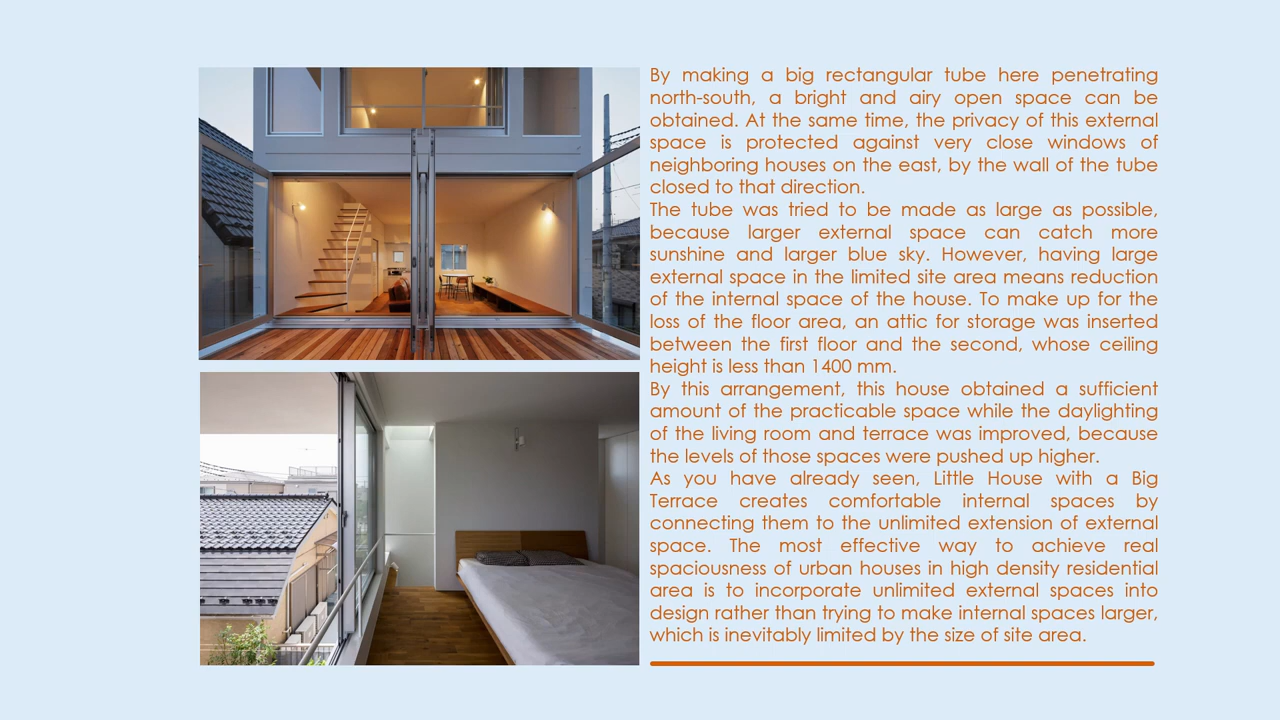 By making a big rectangular tube here penetrating
north-south, a bright and airy open space can be
obtained. At the same time, the privacy of this external
space is protected against very close windows of
neighboring houses on the east, by the wall of the tube
closed to that direction.
The tube was tried to be made as large as possible,
because larger external space can catch more
sunshine and larger blue sky. However, having large
external space in the limited site area means reduction
of the internal space of the house. To make up for the
loss of the floor area, an attic for storage was inserted
between the first floor and the second, whose ceiling
height is less than 1400 mm.
By this arrangement, this house obtained a sufficient
amount of the practicable space while the daylighting
of the living room and terrace was improved, because
the levels of those spaces were pushed up higher.
As you have already seen, Little House with a Big
Terrace creates comfortable internal spaces by
connecting them to the unlimited extension of external
space. The most effective way to achieve real
spaciousness of urban houses in high density residential
area is to incorporate unlimited external spaces into
design rather than trying to make internal spaces larger,
which is inevitably limited by the size of site area.